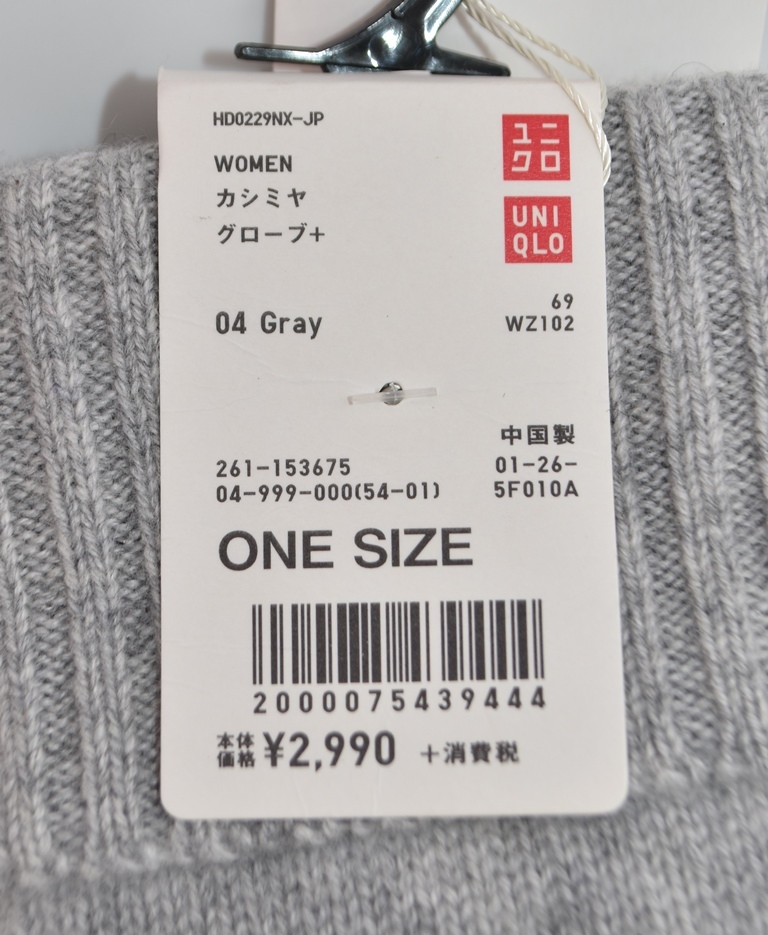 HD0229NX-JP
WOMEN
カシミヤ
グローブ+
ユニ
クロ
UNI
QLO
04 Gray
69
WZ102
中国製
261-153675
01-26-
04-999-000(54-01)
5F010A
ONE SIZE
2000075439444
本体
価格 ¥2,990 +消費税